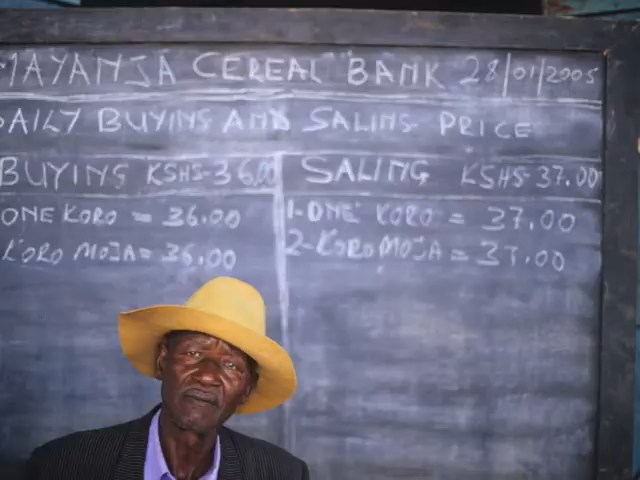 MAYANJA CEREAL BANK 28/01/2005
DAILY BUYING AND SALING PRICE
BUYING KSHS-36.00 SALING KSHS-37.00
ONE KORO = 36.00 1-ONE KORO = 37.00
KORO MOJA = 36.00 2-KORO MOJA = 37.00